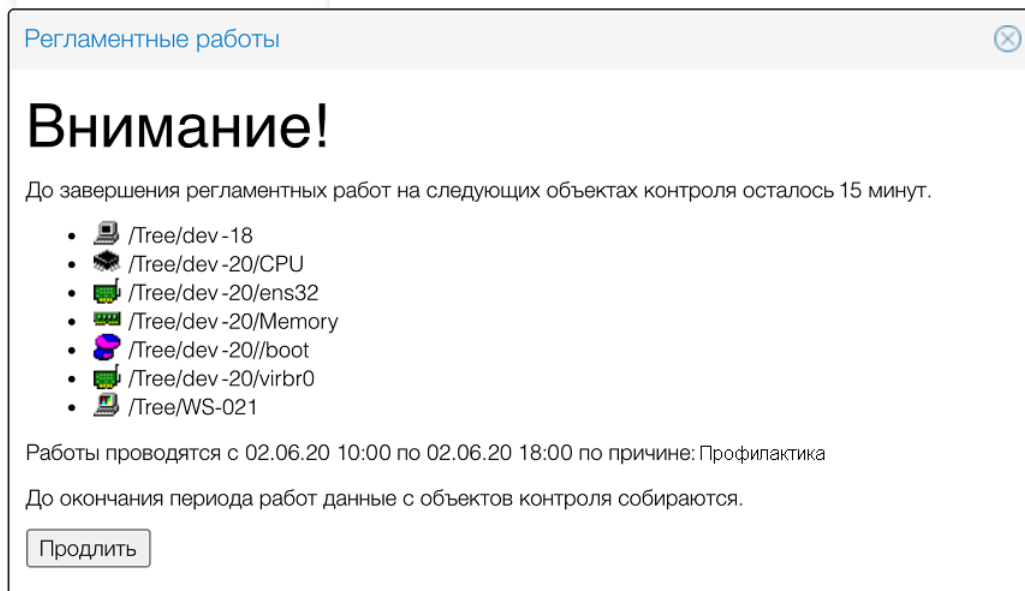 Регламентные работы
Внимание!
До завершения регламентных работ на следующих объектах контроля осталось 15 минут.
/Tree/dev-18
/Tree/dev-20/CPU
/Tree/dev-20/ens32
/Tree/dev-20/Memory
/Tree/dev-20//boot
/Tree/dev-20/virbr0
/Tree/WS-021
Работы проводятся с 02.06.20 10:00 по 02.06.20 18:00 по причине: Профилактика
До окончания периода работ данные с объектов контроля собираются.
Продлить